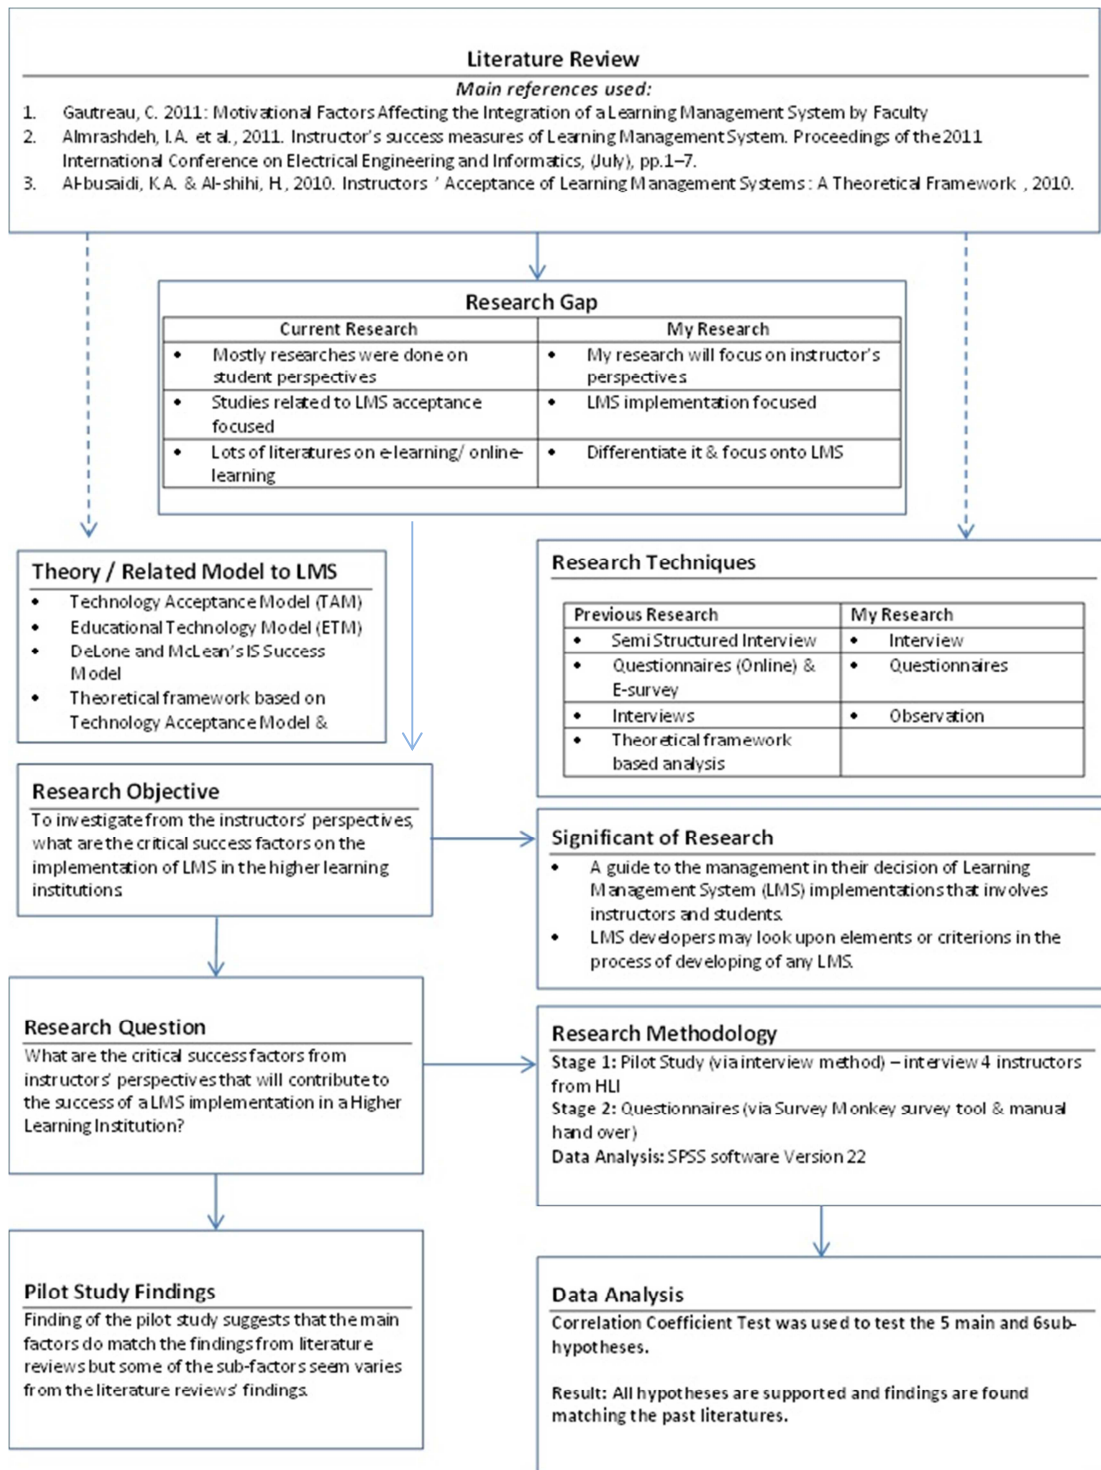 Literature Review
Main references used:
1. Gautreau, C. 2011: Motivational Factors Affecting the Integration of a Learning Management System by Faculty
2. Almrashdeh, I.A. et al., 2011. Instructor's success measures of Learning Management System. Proceedings of the 2011
International Conference on Electrical Engineering and Informatics, (July), pp.1–7.
3. Al-busaidi, K.A. & Al-shihi, H., 2010. Instructors ' Acceptance of Learning Management Systems : A Theoretical Framework , 2010.
Research Gap
Current Research
My Research
• Mostly researches were done on
student perspectives
• My research will focus on instructor's
perspectives
• Studies related to LMS acceptance
focused
• LMS implementation focused
• Lots of literatures on e-learning/ online-
learning
• Differentiate it & focus onto LMS
Theory / Related Model to LMS
• Technology Acceptance Model (TAM)
• Educational Technology Model (ETM)
• DeLone and McLean's IS Success
Model
• Theoretical framework based on
Technology Acceptance Model &
Research Techniques
Previous Research
My Research
• Semi Structured Interview
• Interview
• Questionnaires (Online) &
E-survey
• Questionnaires
• Interviews
• Observation
• Theoretical framework
based analysis
Research Objective
To investigate from the instructors' perspectives,
what are the critical success factors on the
implementation of LMS in the higher learning
institutions.
Significant of Research
• A guide to the management in their decision of Learning
Management System (LMS) implementations that involves
instructors and students.
• LMS developers may look upon elements or criterions in the
process of developing of any LMS.
Research Question
What are the critical success factors from
instructors' perspectives that will contribute to
the success of a LMS implementation in a Higher
Learning Institution?
Research Methodology
Stage 1: Pilot Study (via interview method) – interview 4 instructors
from HLI
Stage 2: Questionnaires (via Survey Monkey survey tool & manual
hand over)
Data Analysis: SPSS software Version 22
Pilot Study Findings
Finding of the pilot study suggests that the main
factors do match the findings from literature
reviews but some of the sub-factors seem varies
from the literature reviews' findings.
Data Analysis
Correlation Coefficient Test was used to test the 5 main and 6sub-
hypotheses.
Result: All hypotheses are supported and findings are found
matching the past literatures.